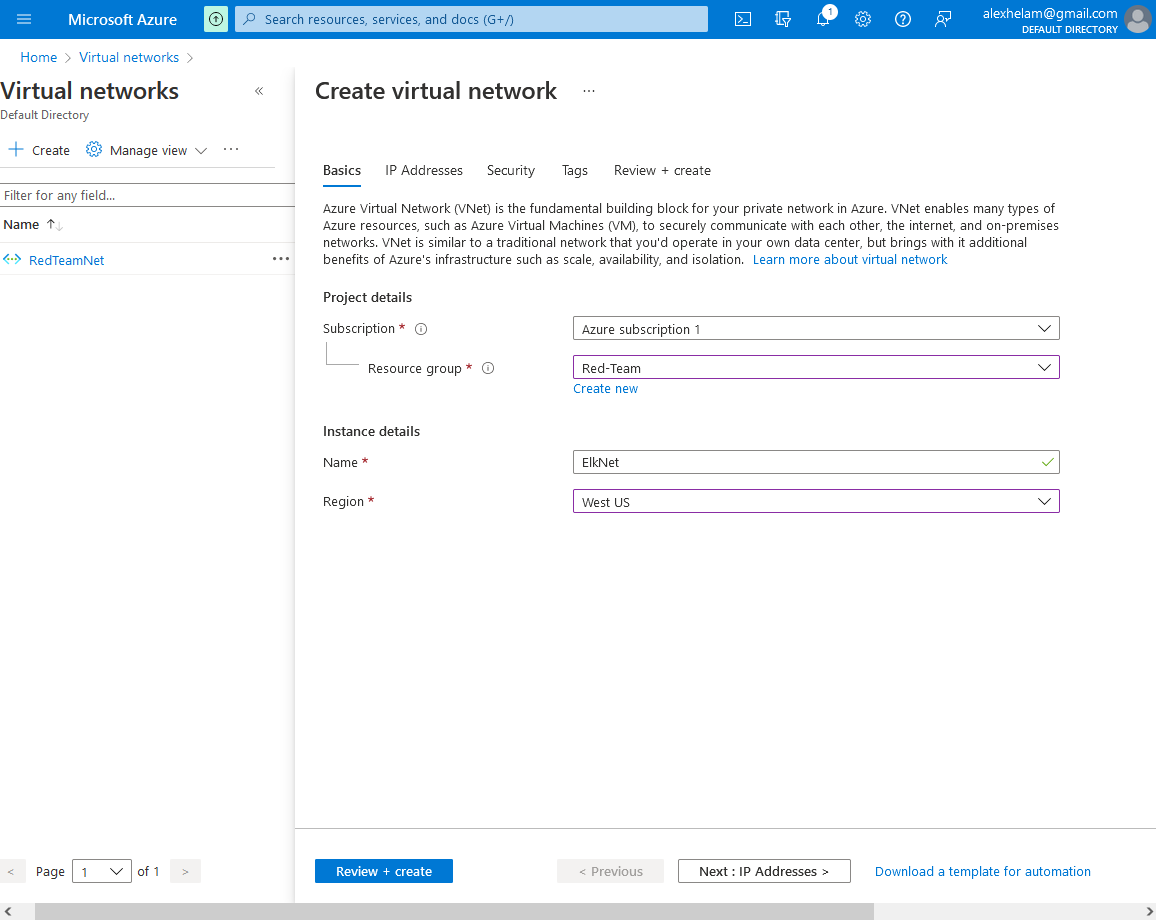 Microsoft Azure
Search resources, services, and docs (G+/)
1
alexhelam@gmail.com
DEFAULT DIRECTORY
Home > Virtual networks >
Virtual networks «
Default Directory
+ Create Manage view ···
Filter for any field...
Name ↑↓
RedTeamNet ···
< Page 1 of 1 >
Create virtual network ···
Basics IP Addresses Security Tags Review + create
Azure Virtual Network (VNet) is the fundamental building block for your private network in Azure. VNet enables many types of
Azure resources, such as Azure Virtual Machines (VM), to securely communicate with each other, the internet, and on-premises
networks. VNet is similar to a traditional network that you'd operate in your own data center, but brings with it additional
benefits of Azure's infrastructure such as scale, availability, and isolation. Learn more about virtual network
Project details
Subscription * Azure subscription 1
Resource group * Red-Team
Create new
Instance details
Name * ElkNet
Region * West US
Review + create < Previous Next : IP Addresses > Download a template for automation